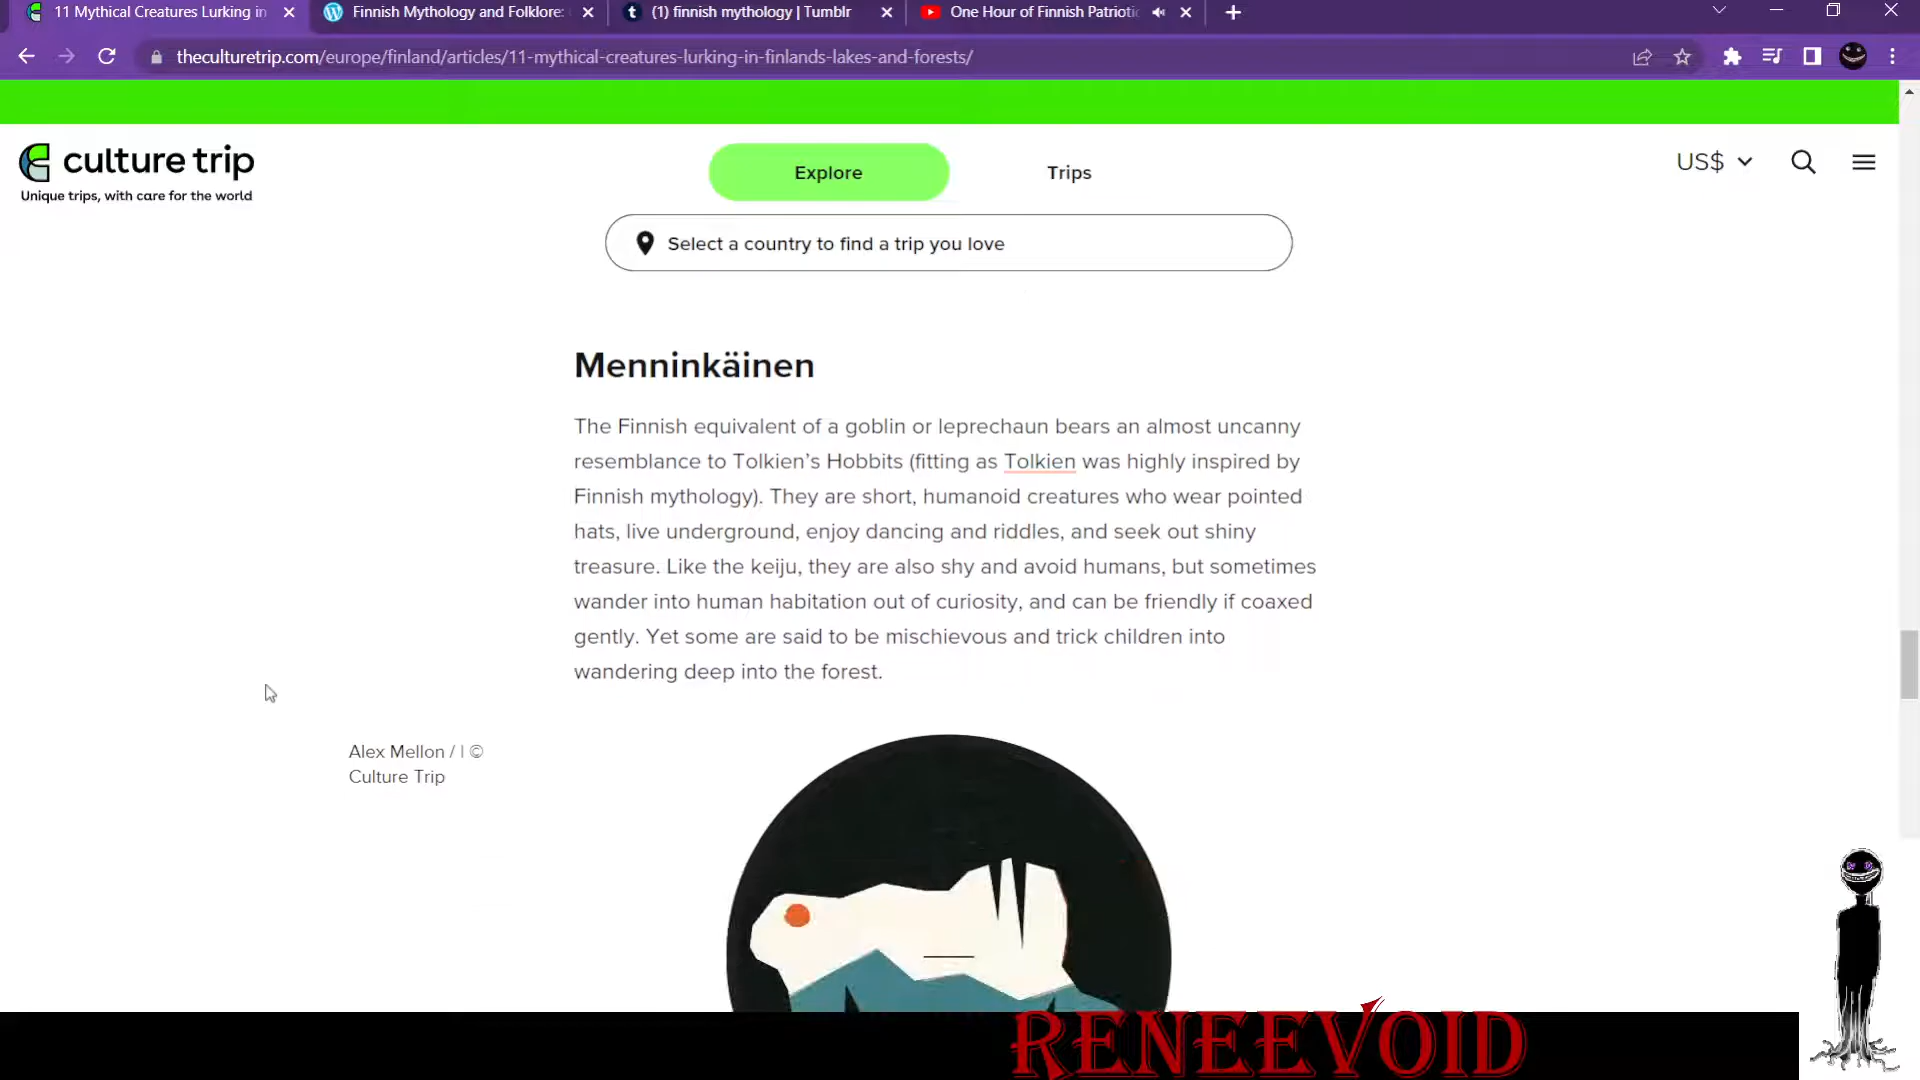 11 Mythical Creatures Lurking in
Finnish Mythology and Folklore:
(1) finnish mythology | Tumblr
One Hour of Finnish Patriotic
theculturetrip.com/europe/finland/articles/11-mythical-creatures-lurking-in-finlands-lakes-and-forests/
culture trip
Unique trips, with care for the world
Explore
Trips
US$
Select a country to find a trip you love
Menninkäinen
The Finnish equivalent of a goblin or leprechaun bears an almost uncanny
resemblance to Tolkien’s Hobbits (fitting as Tolkien was highly inspired by
Finnish mythology). They are short, humanoid creatures who wear pointed
hats, live underground, enjoy dancing and riddles, and seek out shiny
treasure. Like the keiju, they are also shy and avoid humans, but sometimes
wander into human habitation out of curiosity, and can be friendly if coaxed
gently. Yet some are said to be mischievous and trick children into
wandering deep into the forest.
Alex Mellon / | ©
Culture Trip
RENEEVOID